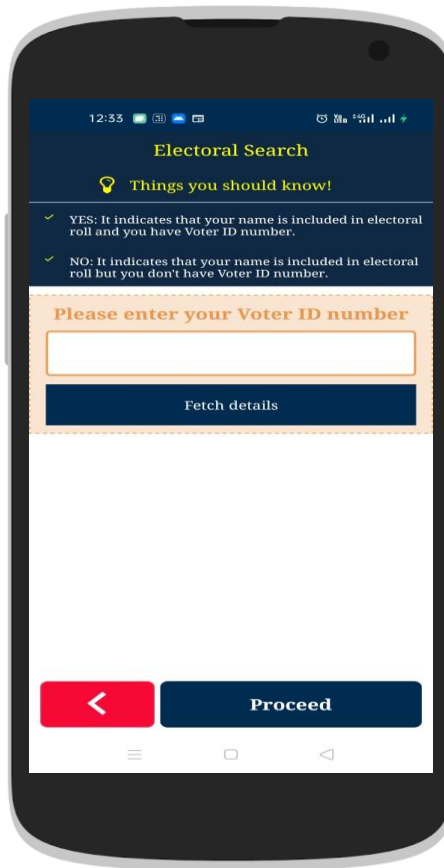 12:33
Electoral Search
Things you should know!
YES: It indicates that your name is included in electoral
roll and you have Voter ID number.
NO: It indicates that your name is included in electoral
roll but you don't have Voter ID number.
Please enter your Voter ID number
Fetch details
Proceed